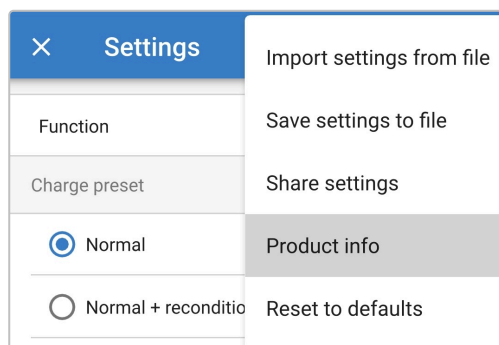 Settings
Import settings from file
Function
Save settings to file
Charge preset
Share settings
Normal
Product info
Normal + reconditio
Reset to defaults